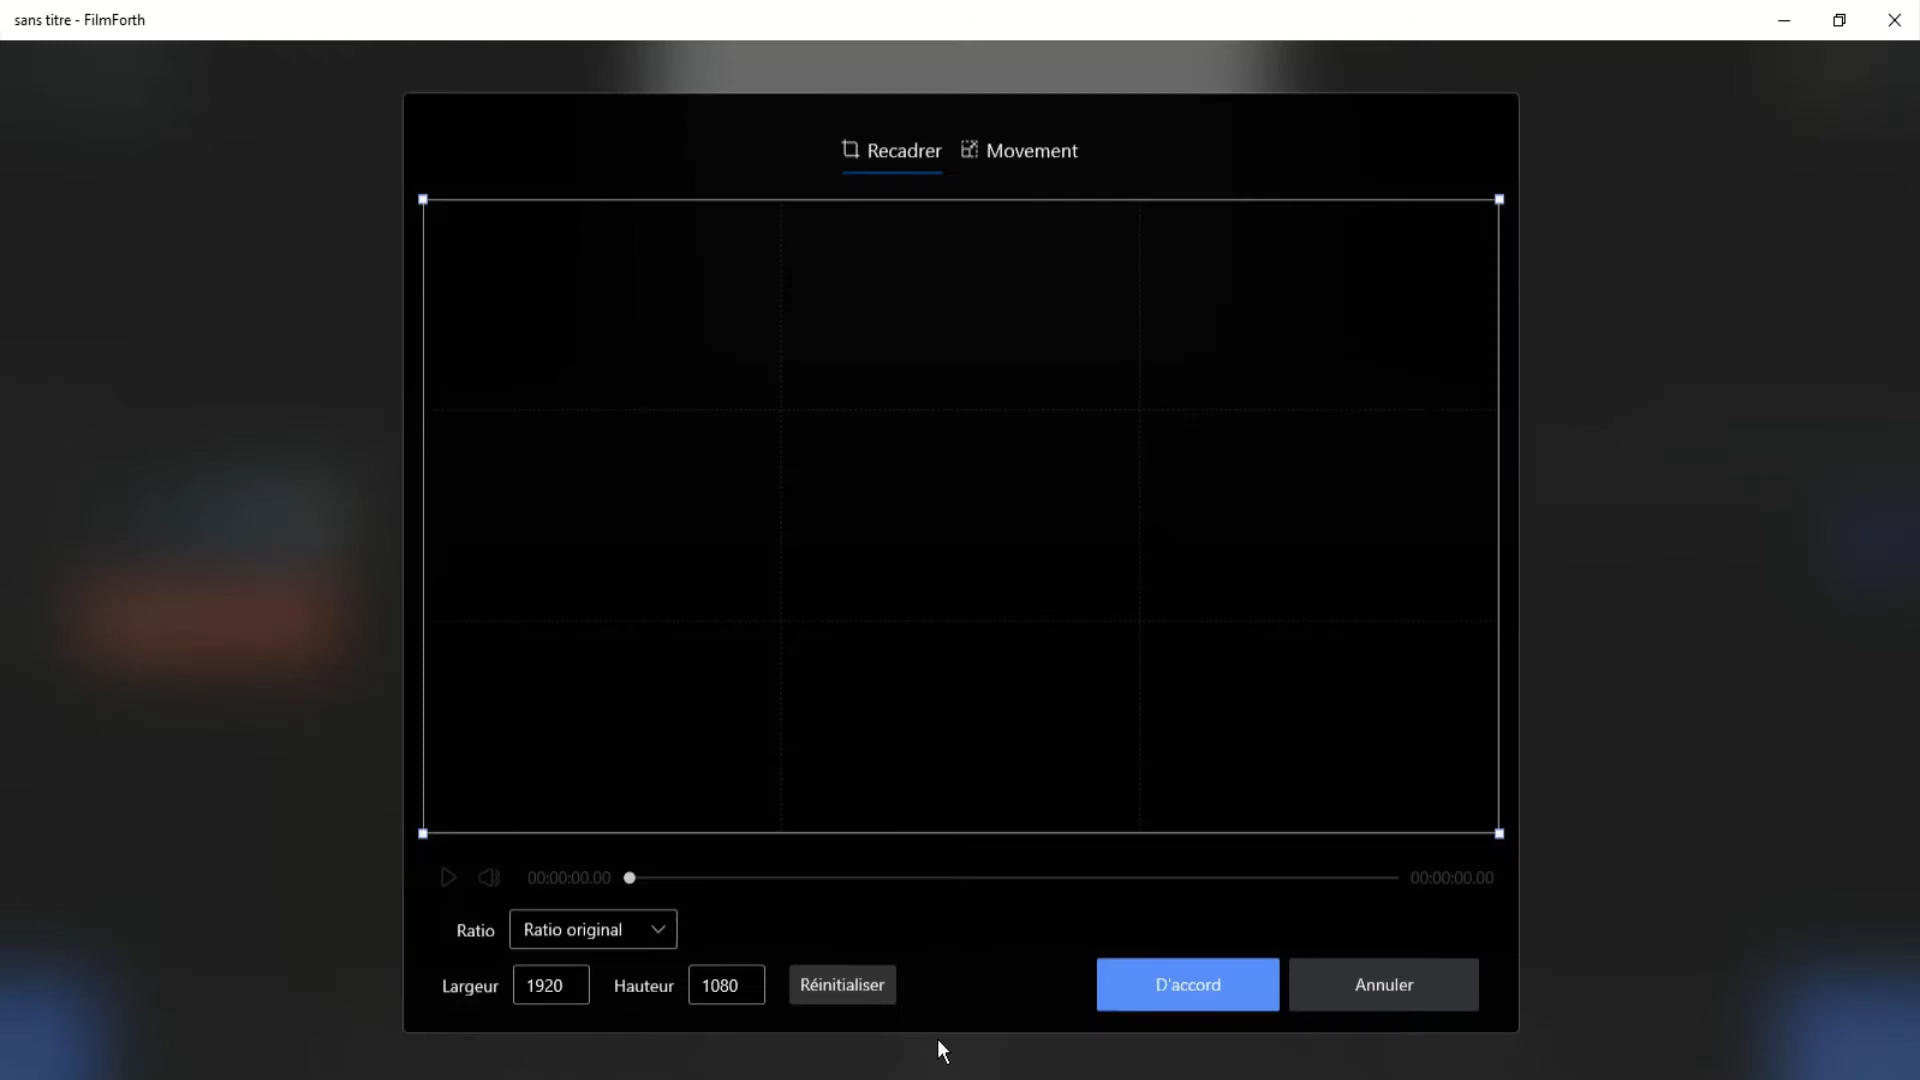 sans titre - FilmForth
Recadrer Movement
00:00:00.00 00:00:00.00
Ratio Ratio original
Largeur 1920 Hauteur 1080 Réinitialiser D'accord Annuler